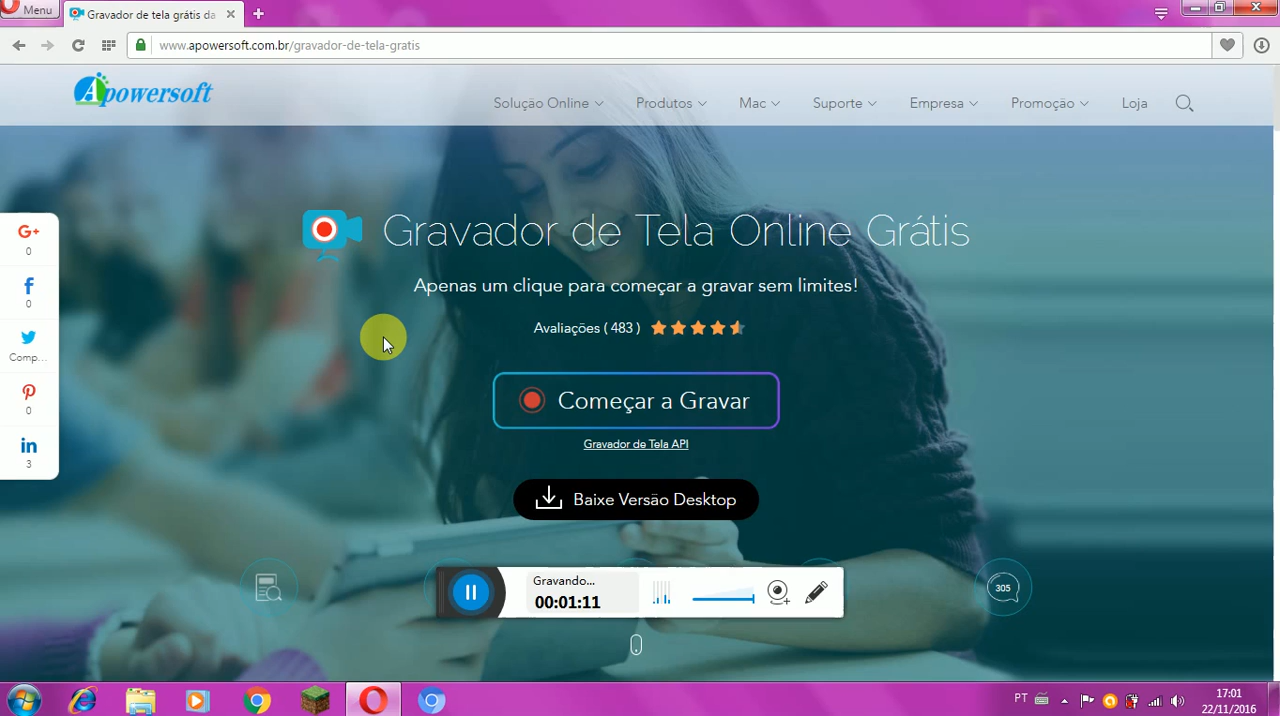 Menu
Gravador de tela grátis da
www.apowersoft.com.br/gravador-de-tela-gratis
Apowersoft
Solução Online
Produtos
Mac
Suporte
Empresa
Promoção
Loja
G+
0
f
0
Comp...
0
in
3
Gravador de Tela Online Grátis
Apenas um clique para começar a gravar sem limites!
Avaliações ( 483 )
Começar a Gravar
Gravador de Tela API
Baixe Versão Desktop
Gravando...
00:01:11
305
PT
17:01
22/11/2016